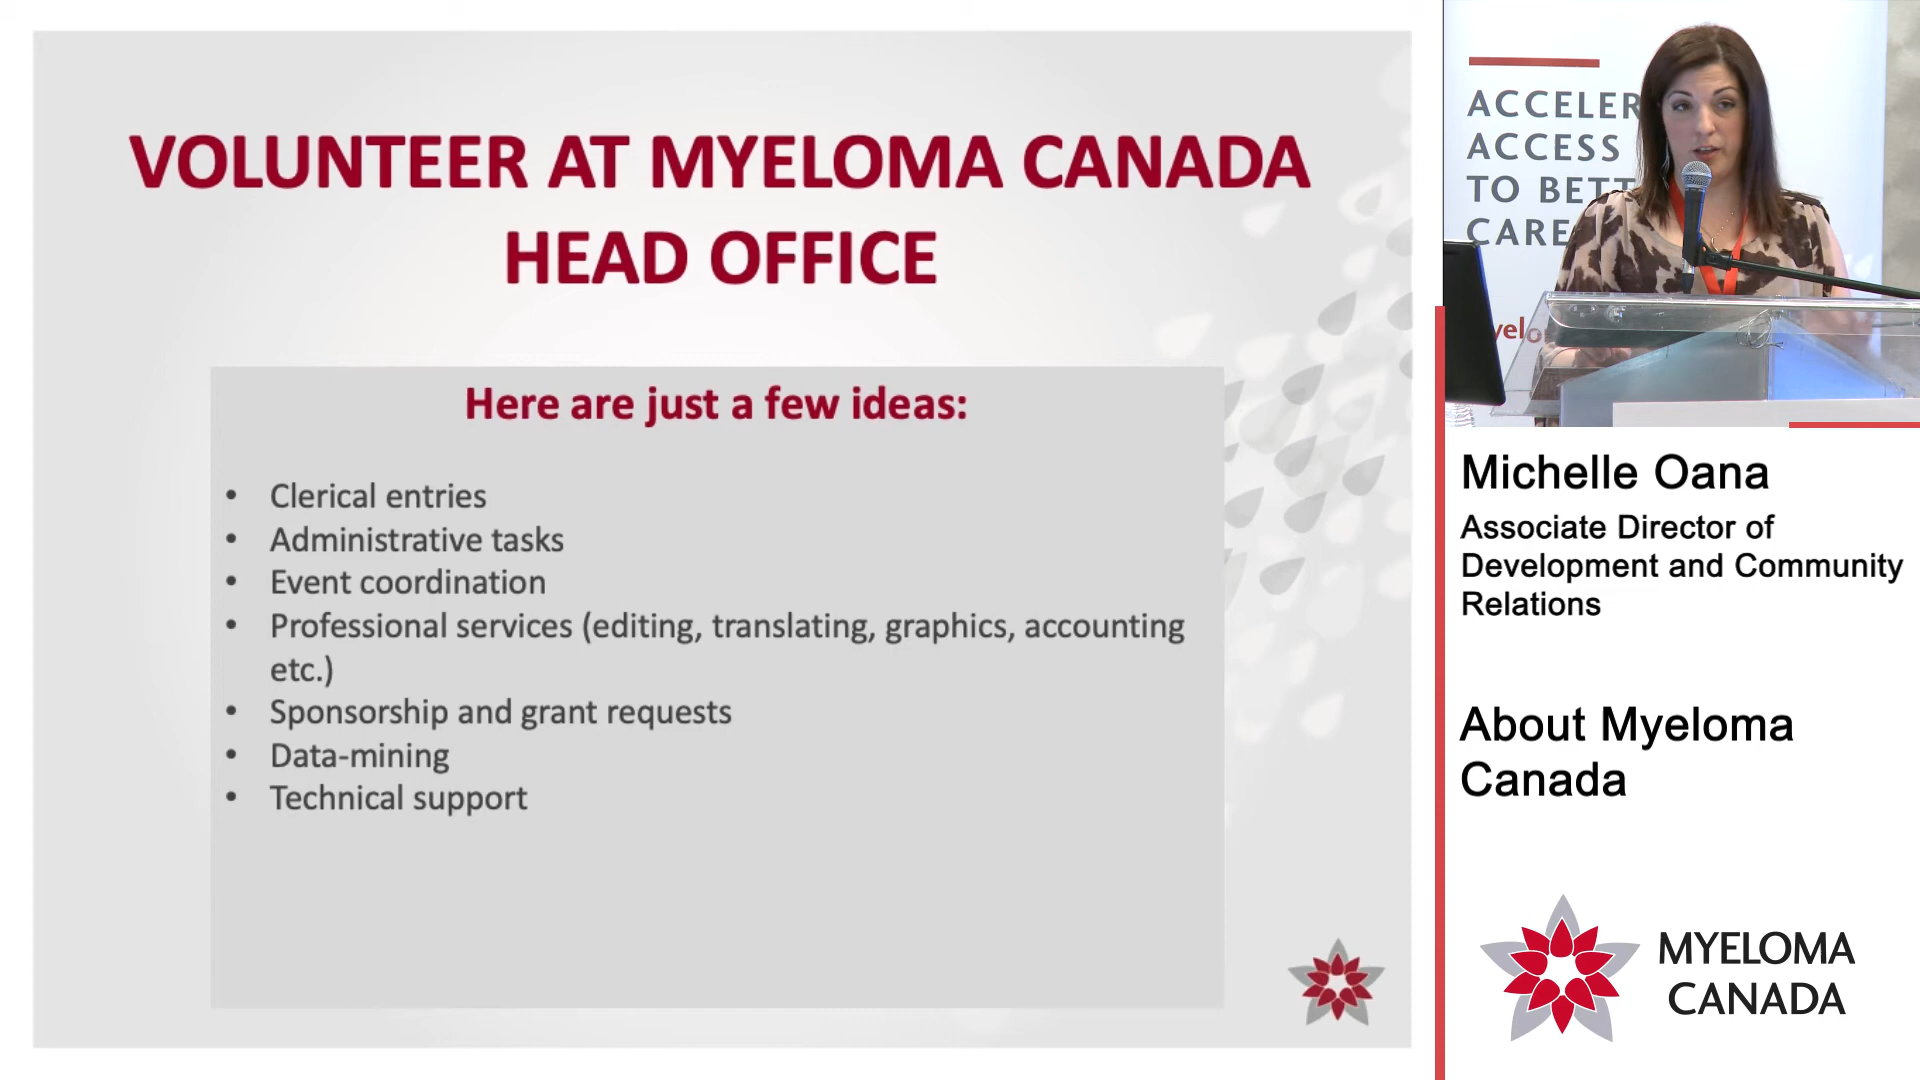 VOLUNTEER AT MYELOMA CANADA
HEAD OFFICE
Here are just a few ideas:
• Clerical entries
• Administrative tasks
• Event coordination
• Professional services (editing, translating, graphics, accounting
etc.)
• Sponsorship and grant requests
• Data-mining
• Technical support
ACCELER
ACCESS
TO BETT
CARE
yelo
Michelle Oana
Associate Director of
Development and Community
Relations
About Myeloma
Canada
MYELOMA
CANADA